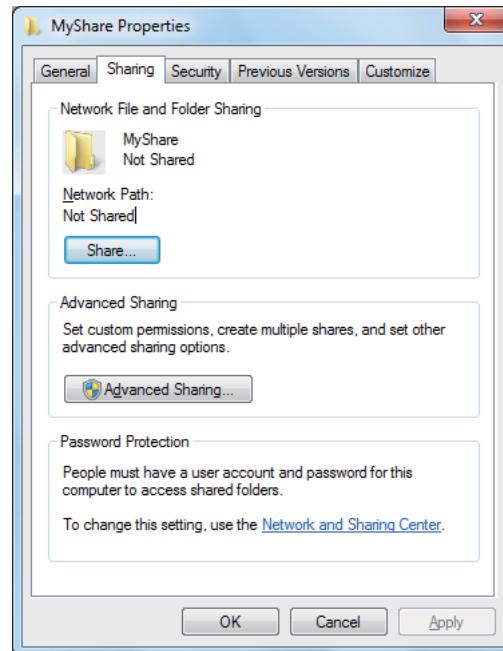 MyShare Properties
General Sharing Security Previous Versions Customize
Network File and Folder Sharing
MyShare
Not Shared
Network Path:
Not Shared
Share...
Advanced Sharing
Set custom permissions, create multiple shares, and set other
advanced sharing options.
Advanced Sharing...
Password Protection
People must have a user account and password for this
computer to access shared folders.
To change this setting, use the Network and Sharing Center.
OK Cancel Apply